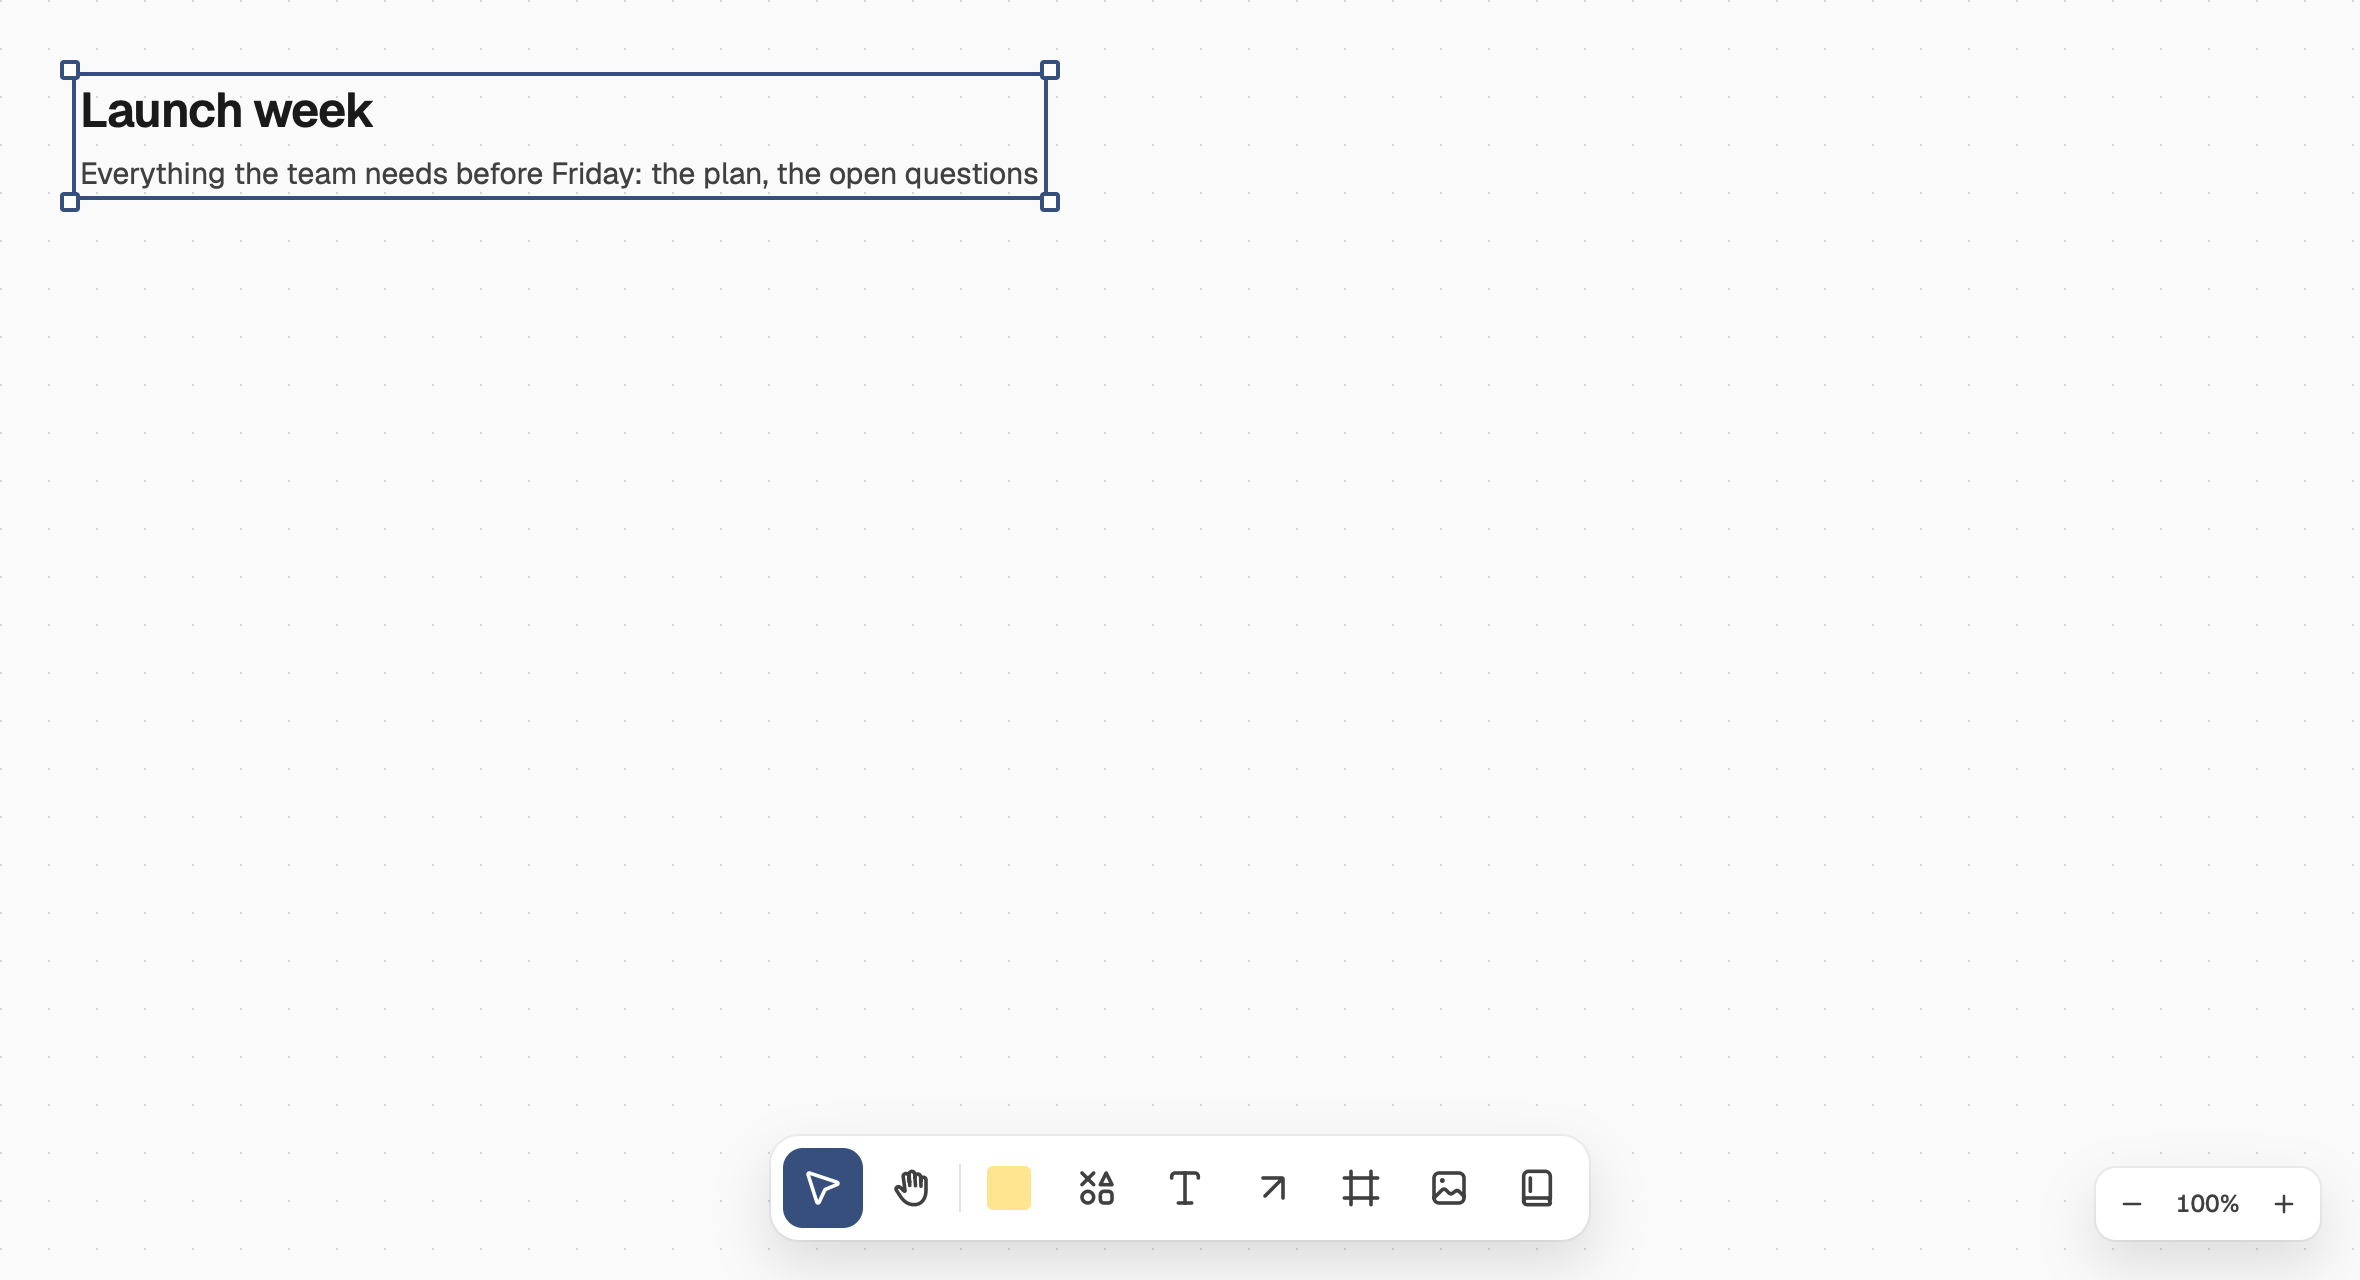 Launch week
Everything the team needs before Friday: the plan, the open questions
100%